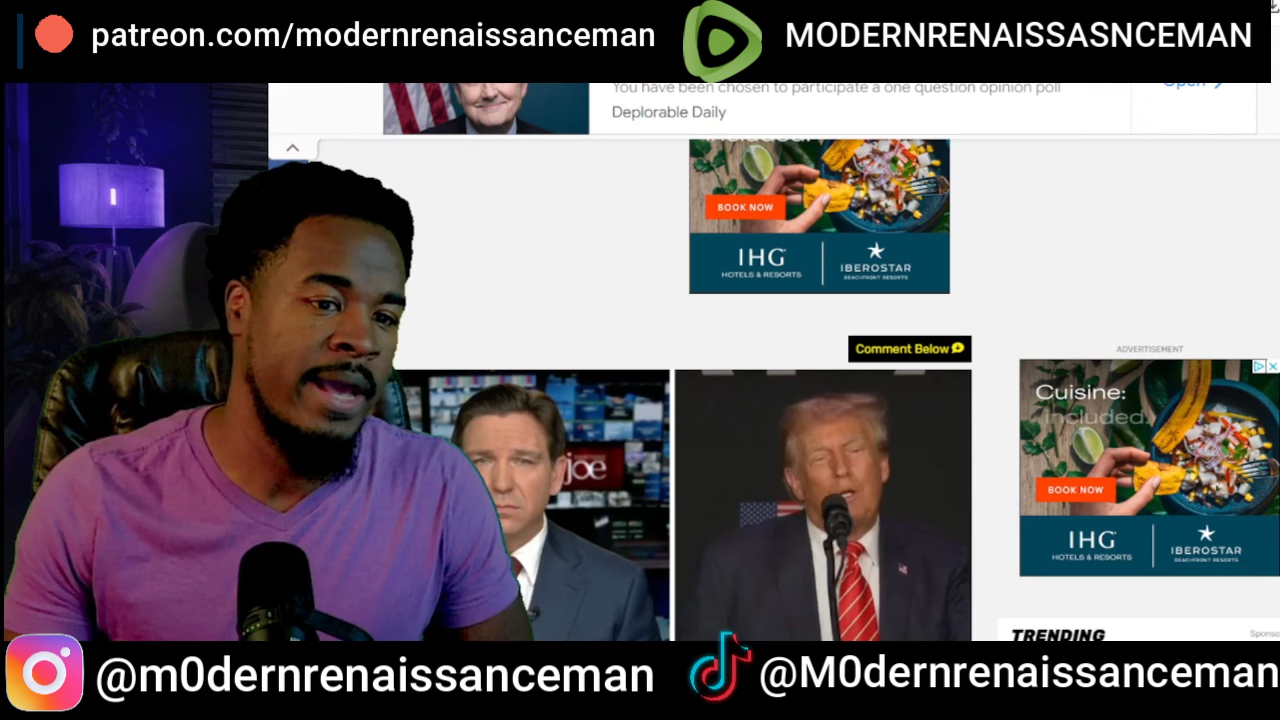 patreon.com/modernrenaissanceman
MODERNRENAISSASNCEMAN
You have been chosen to participate a one question opinion poll
Deplorable Daily
Open
BOOK NOW
IHG
HOTELS & RESORTS
IBEROSTAR
BEACHFRONT RESORTS
Comment Below
ADVERTISEMENT
Cuisine:
included.
BOOK NOW
IHG
HOTELS & RESORTS
IBEROSTAR
BEACHFRONT RESORTS
joe
TRENDING
@m0dernrenaissanceman
@M0dernrenaissanceman